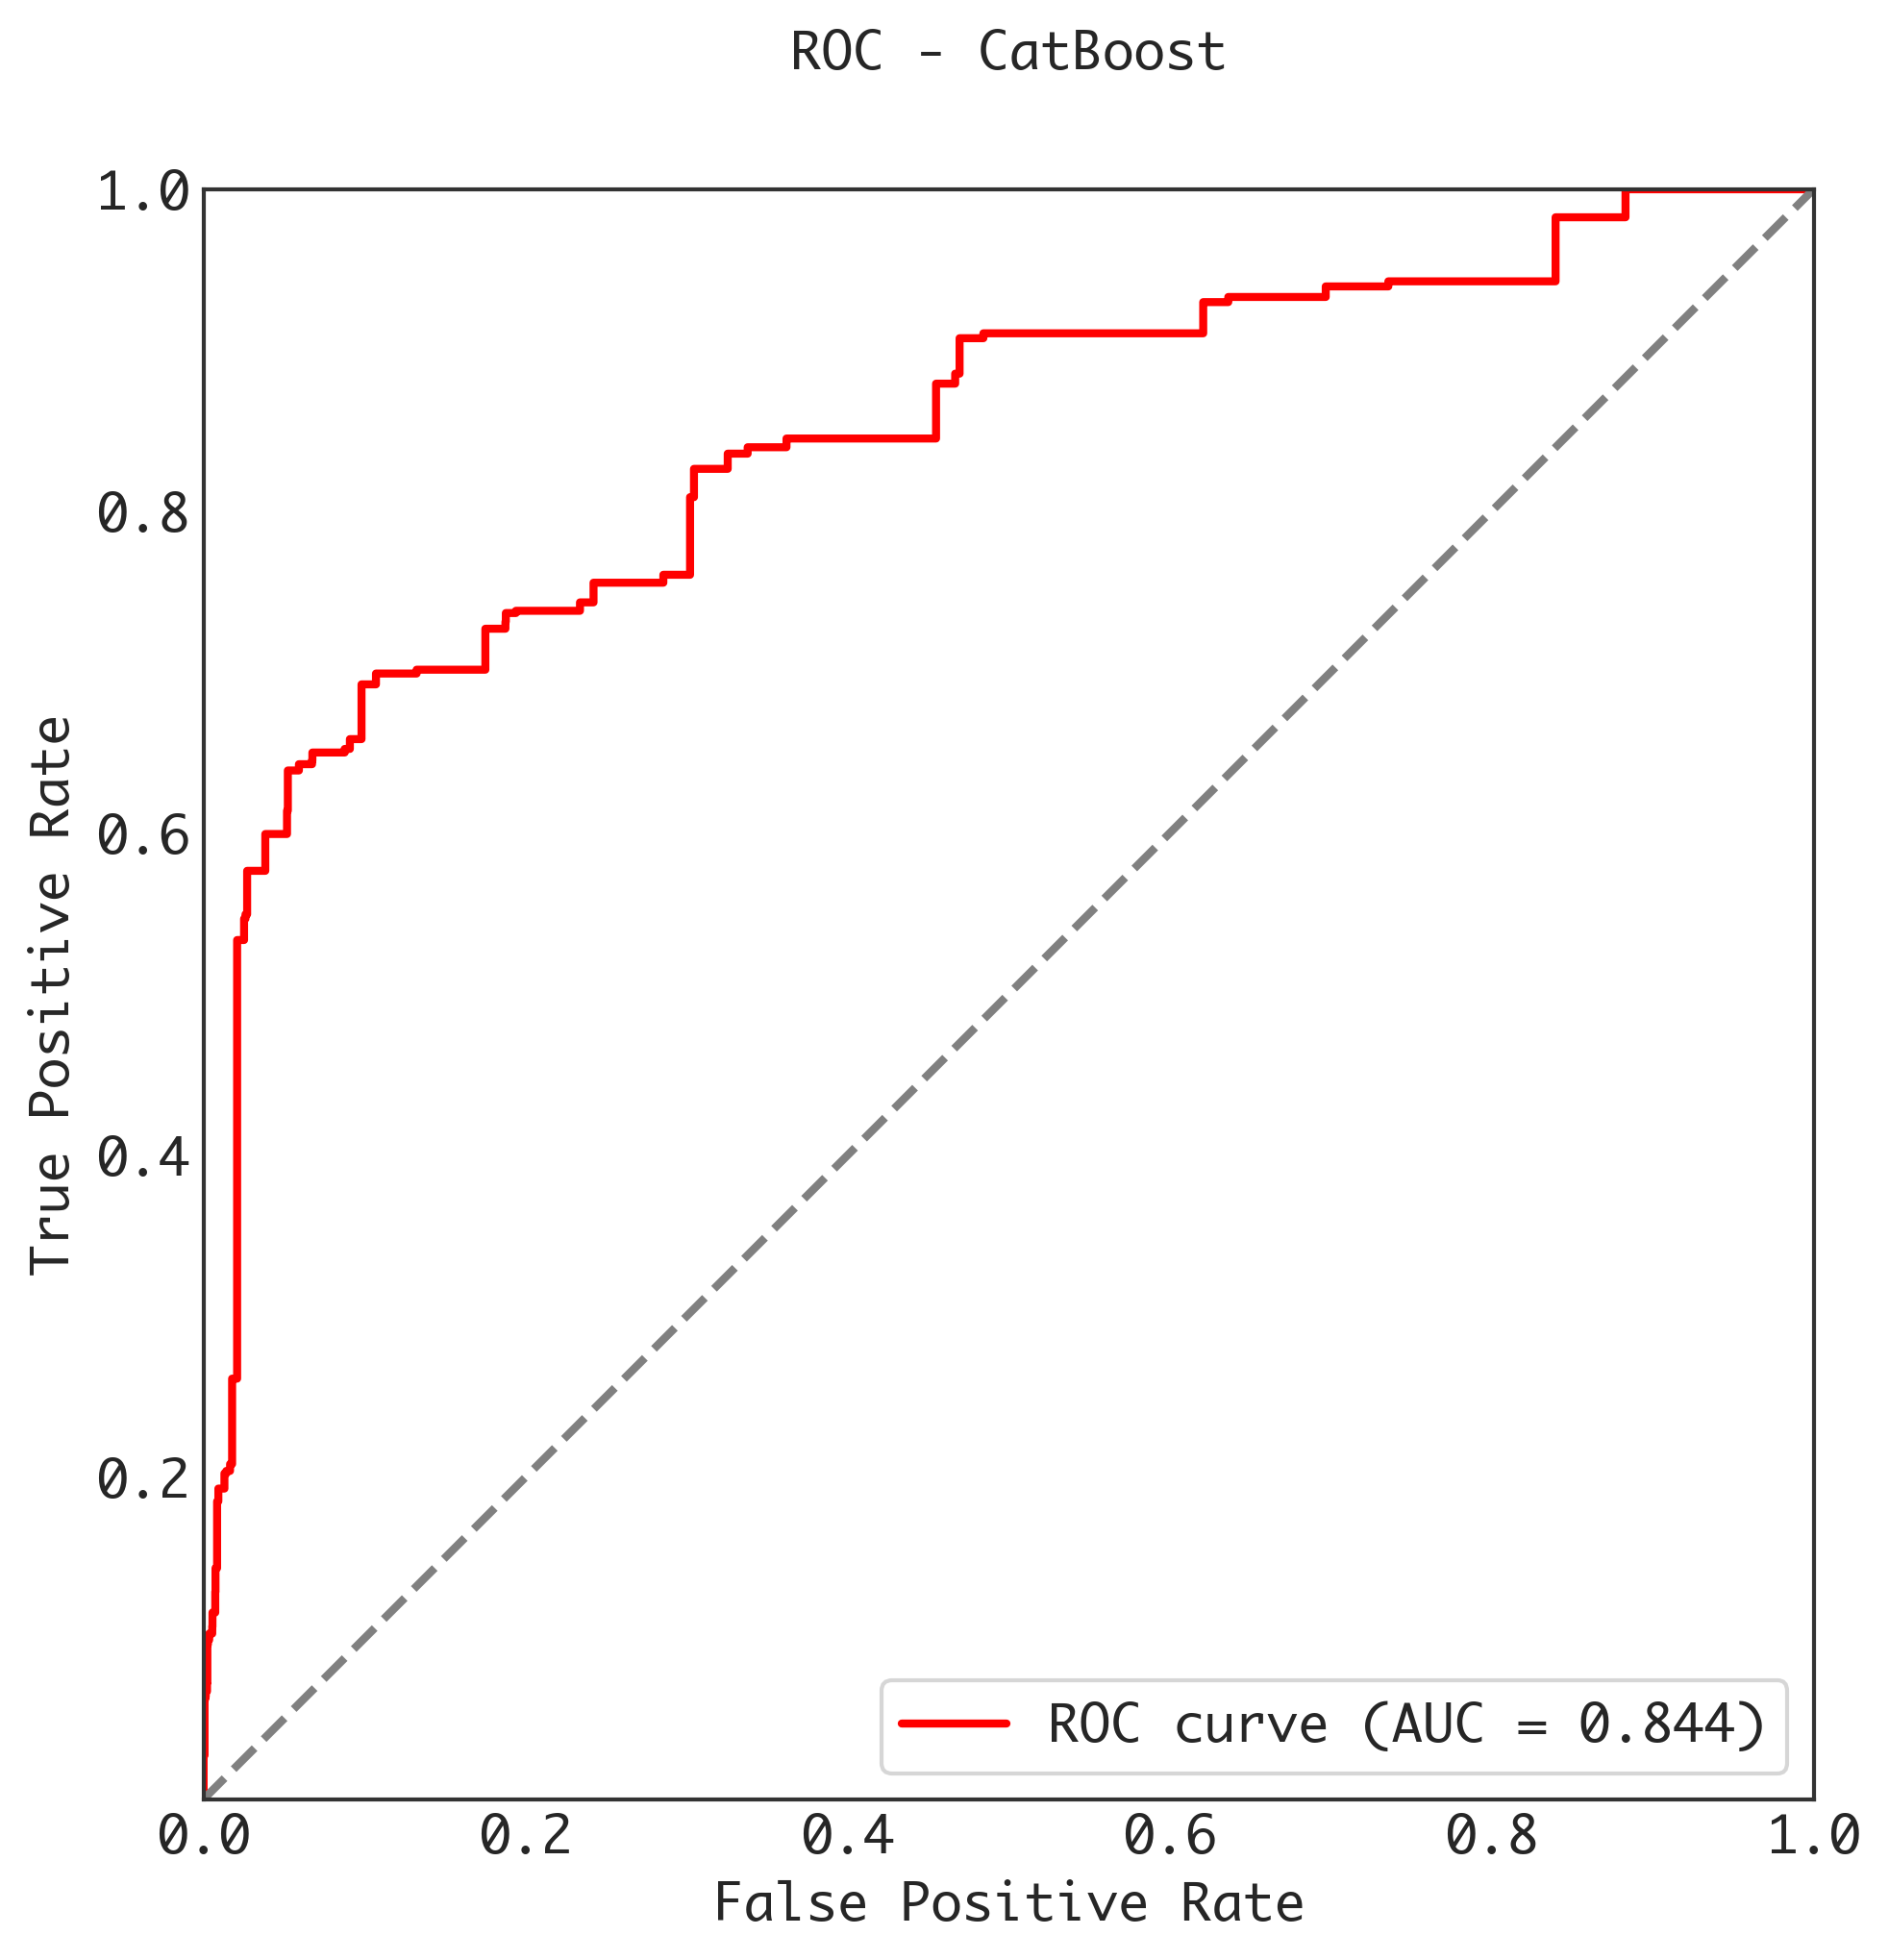 ROC - CatBoost
1.0
0.8
0.6
0.4
0.2
True Positive Rate
ROC curve (AUC = 0.844)
0.0 0.2 0.4 0.6 0.8 1.0
False Positive Rate